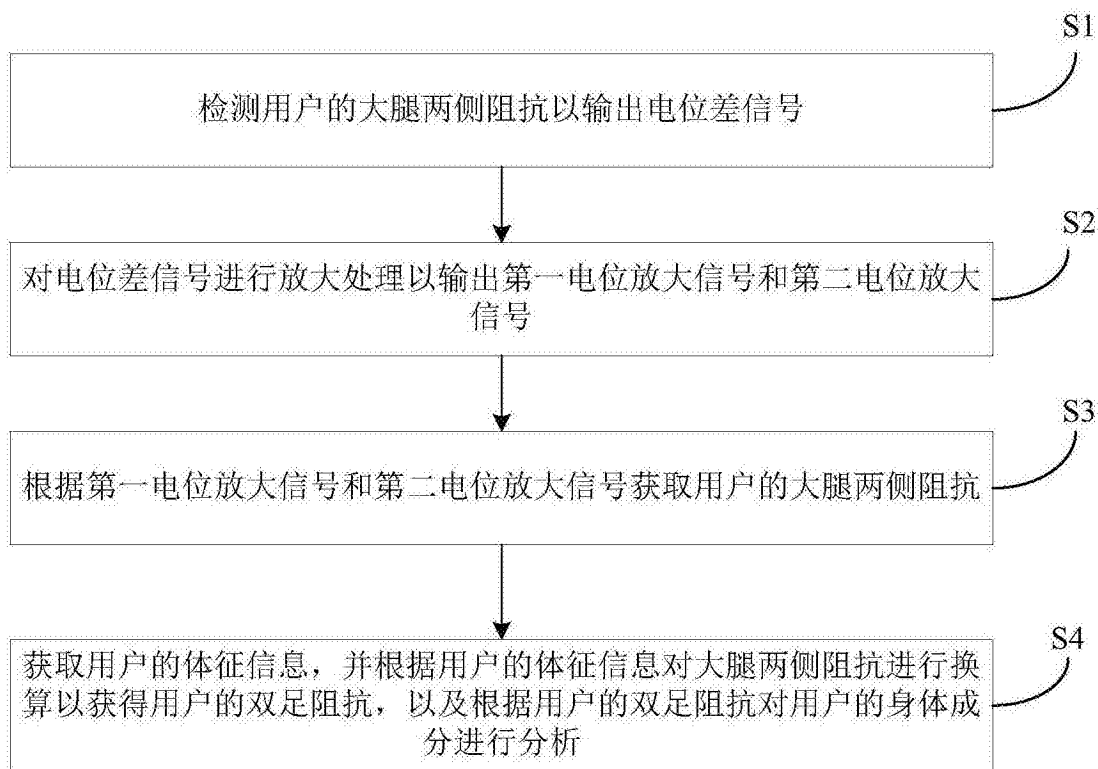 S1
检测用户的大腿两侧阻抗以输出电位差信号
S2
对电位差信号进行放大处理以输出第一电位放大信号和第二电位放大
信号
S3
根据第一电位放大信号和第二电位放大信号获取用户的大腿两侧阻抗
S4
获取用户的体征信息，并根据用户的体征信息对大腿两侧阻抗进行换
算以获得用户的双足阻抗，以及根据用户的双足阻抗对用户的身体成
分进行分析